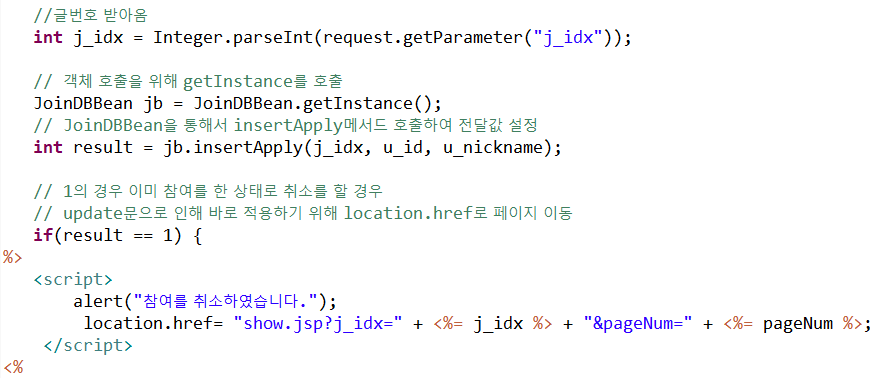 //글번호 받아옴
int j_idx = Integer.parseInt(request.getParameter("j_idx"));
// 객체 호출을 위해 getInstance를 호출
JoinDBBean jb = JoinDBBean.getInstance();
// JoinDBBean을 통해서 insertApply메서드 호출하여 전달값 설정
int result = jb.insertApply(j_idx, u_id, u_nickname);
// 1의 경우 이미 참여를 한 상태로 취소를 할 경우
// update문으로 인해 바로 적용하기 위해 location.href로 페이지 이동
if(result == 1) {
%>
<script>
alert("참여를 취소하였습니다.");
location.href= "show.jsp?j_idx=" + <%= j_idx %> + "&pageNum=" + <%= pageNum %>;
</script>
<%